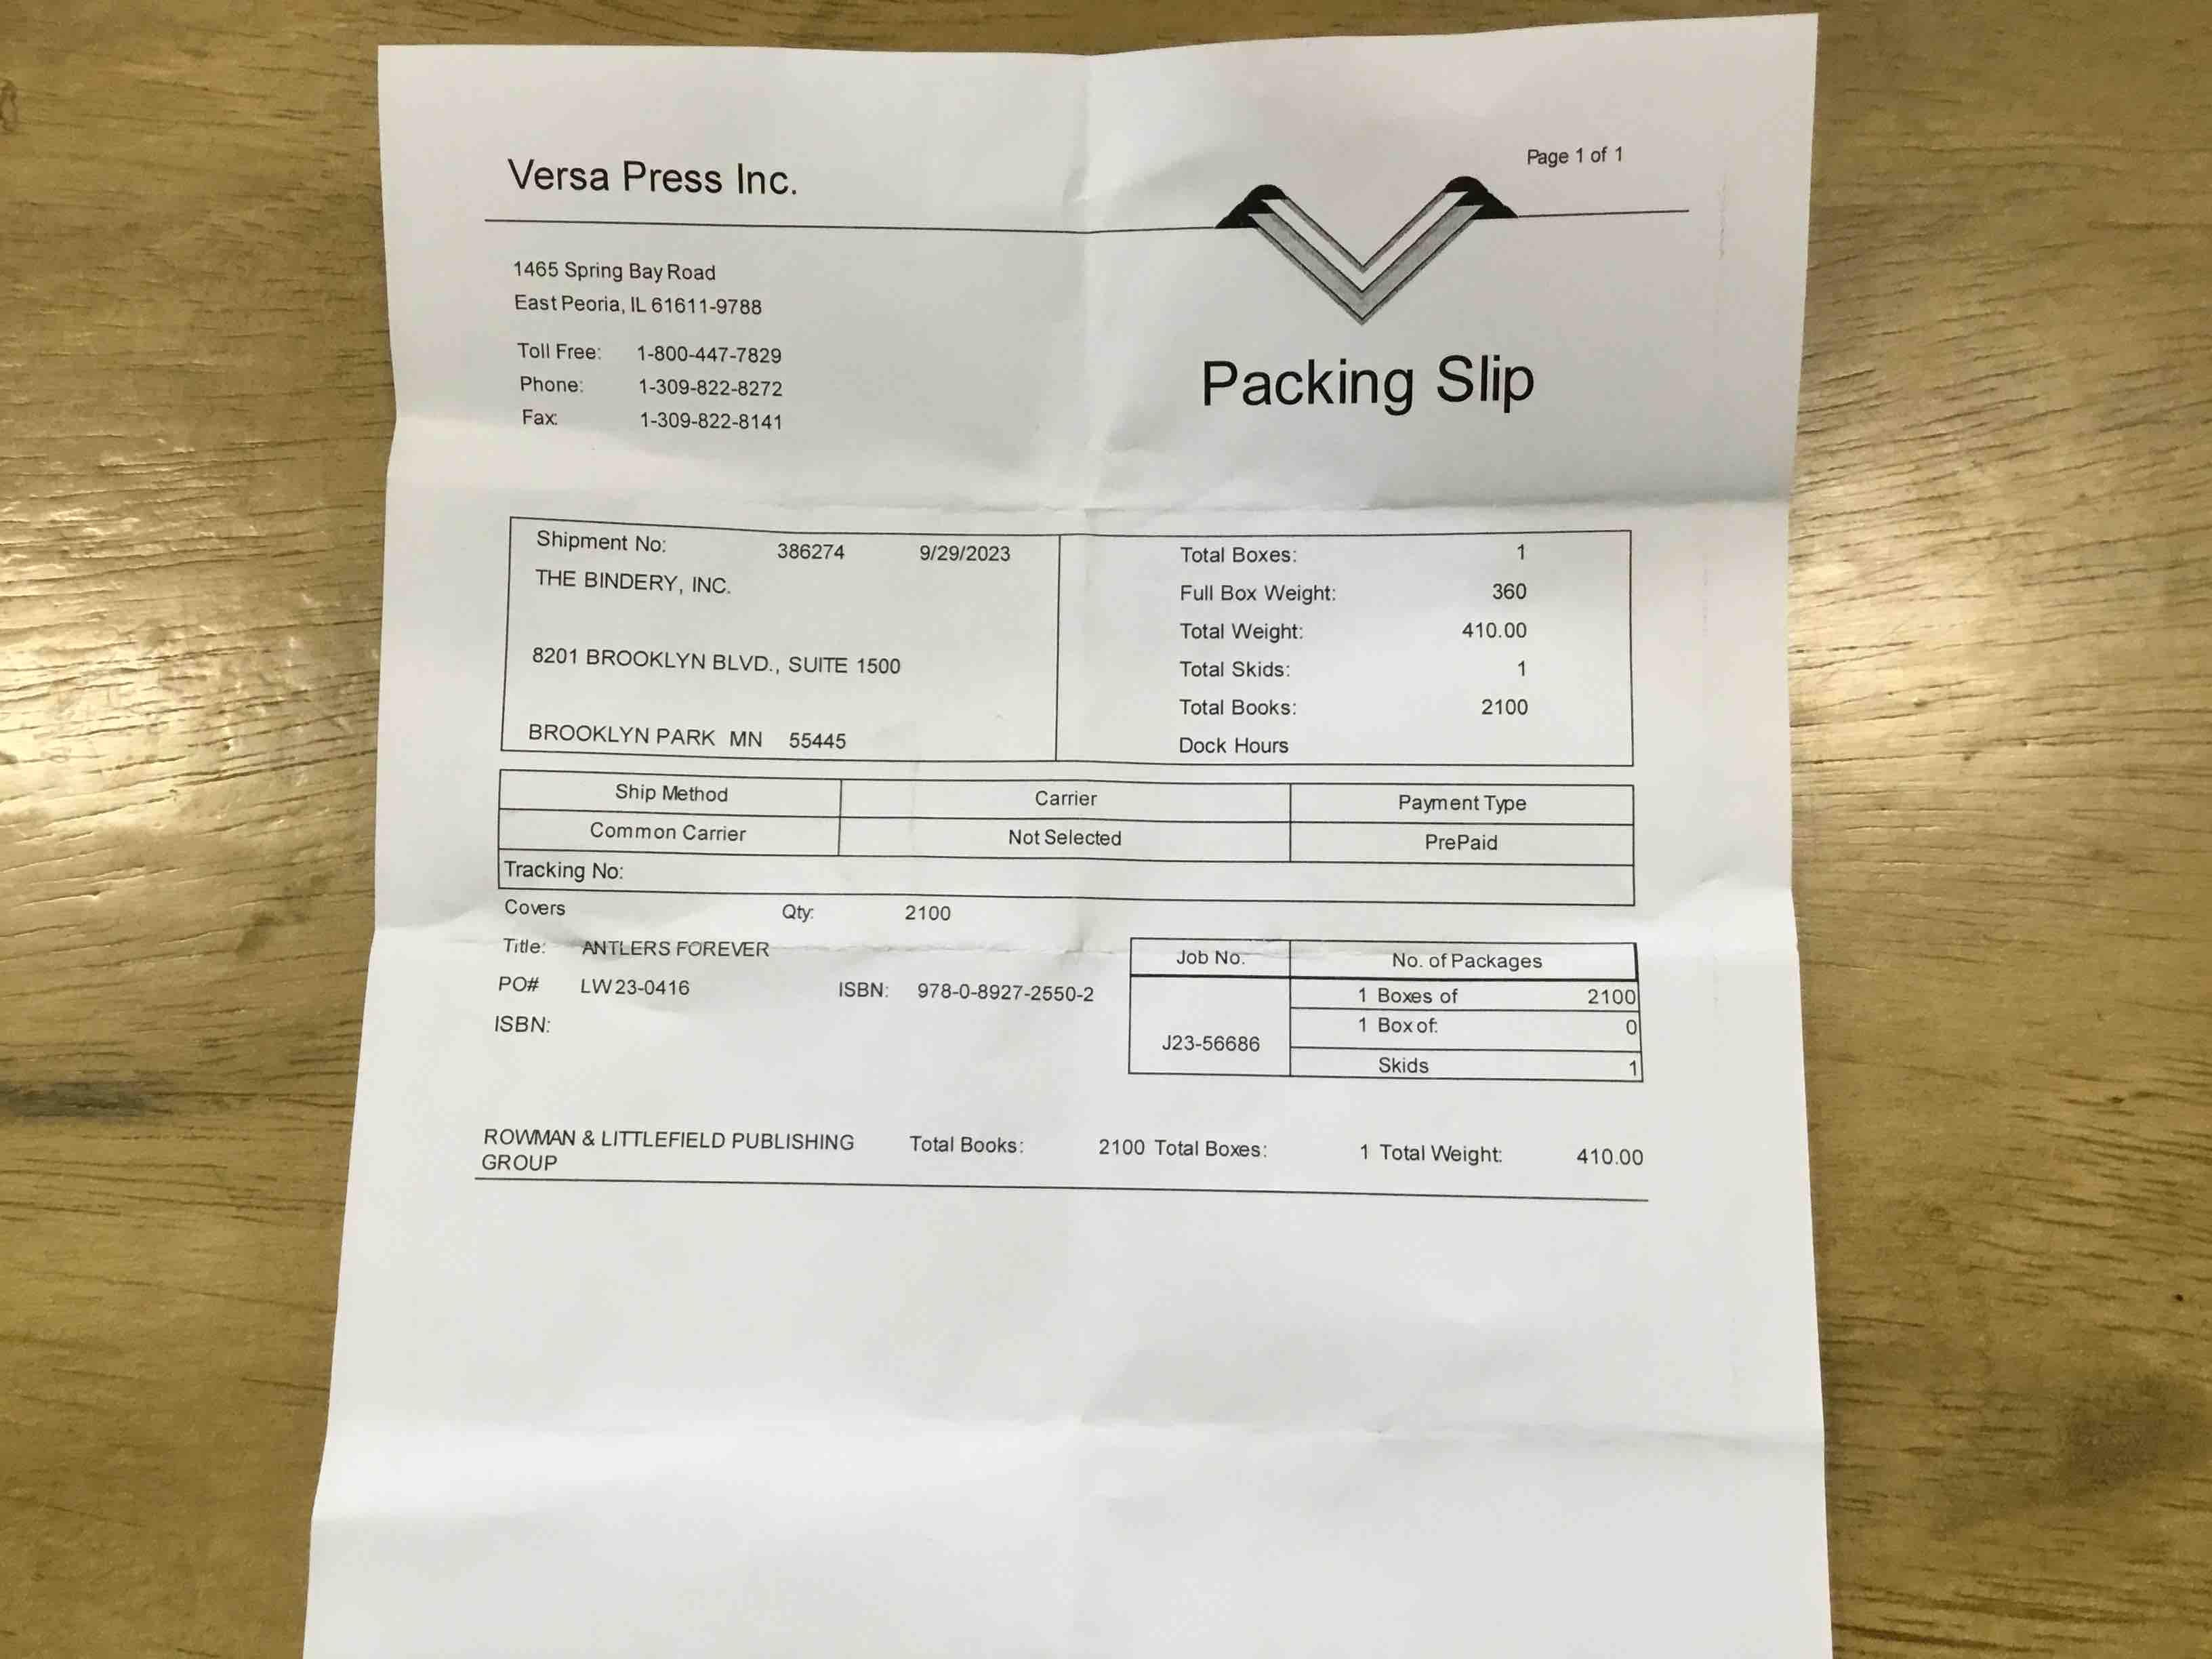 Page 1 of 1
Versa Press Inc.
1465 Spring Bay Road
East Peoria, IL 61611-9788
Toll Free: 1-800-447-7829
Phone: 1-309-822-8272
Fax: 1-309-822-8141
Packing Slip
Shipment No: 386274 9/29/2023
THE BINDERY, INC.
8201 BROOKLYN BLVD., SUITE 1500
BROOKLYN PARK MN 55445
Total Boxes: 1
Full Box Weight: 360
Total Weight: 410.00
Total Skids: 1
Total Books: 2100
Dock Hours
Ship Method Carrier Payment Type
Common Carrier Not Selected PrePaid
Tracking No:
Covers Qty: 2100
Title: ANTLERS FOREVER
PO# LW23-0416 ISBN: 978-0-8927-2550-2
ISBN:
Job No. No. of Packages
1 Boxes of 2100
1 Box of: 0
J23-56686
Skids 1
ROWMAN & LITTLEFIELD PUBLISHING Total Books: 2100 Total Boxes: 1 Total Weight: 410.00
GROUP